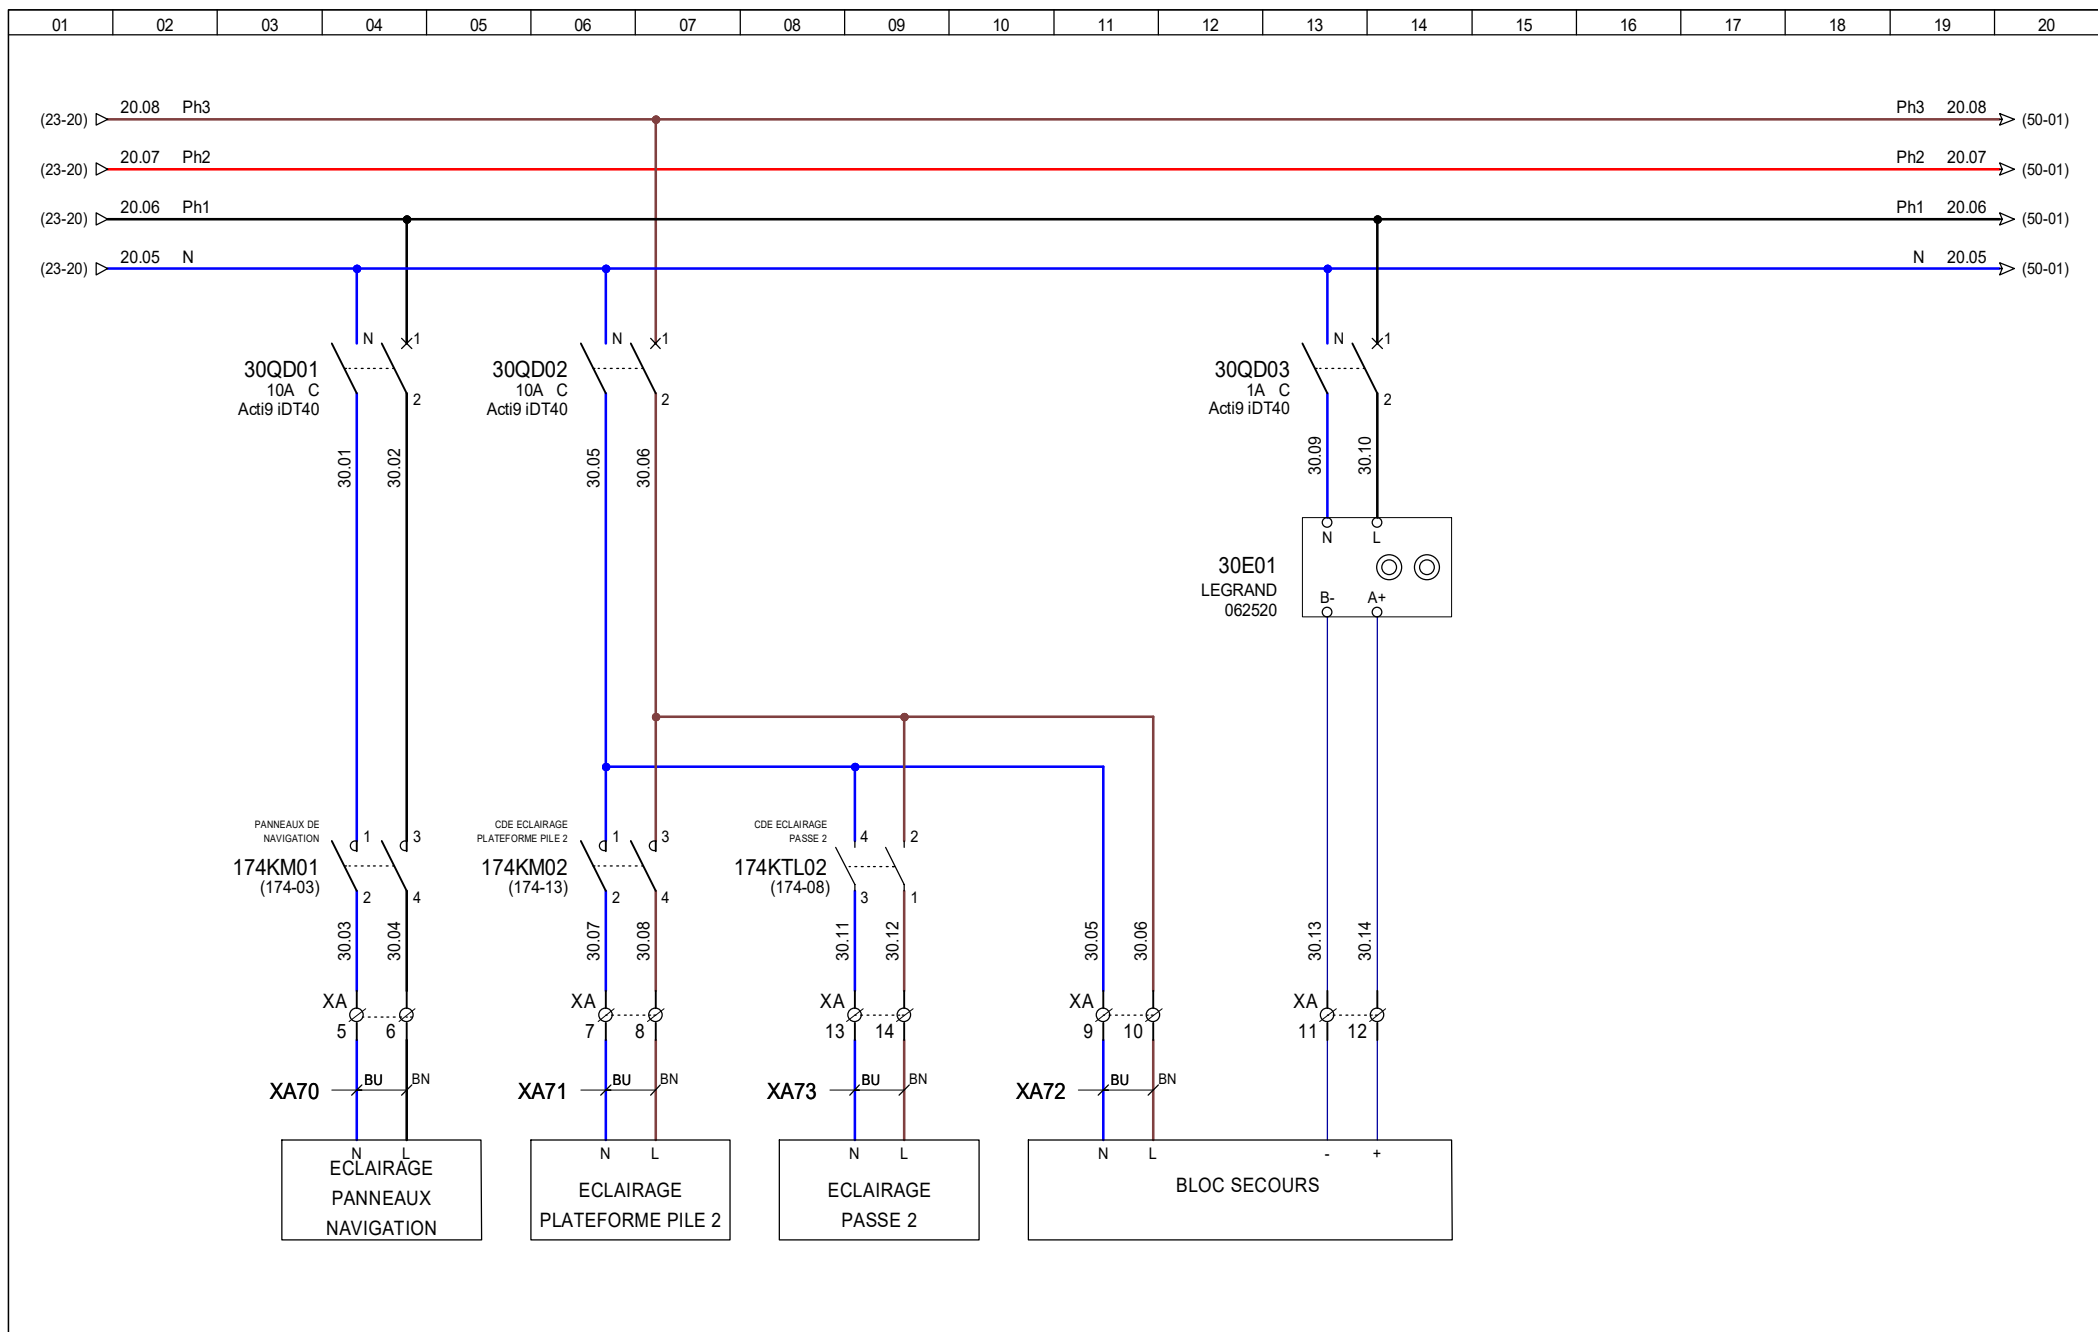 01 02 03 04 05 06 07 08 09 10 11 12 13 14 15 16 17 18 19 20
20.08 Ph3 Ph3 20.08
(23-20) (50-01)
20.07 Ph2 Ph2 20.07
(23-20) (50-01)
20.06 Ph1 Ph1 20.06
(23-20) (50-01)
20.05 N N 20.05
(23-20) (50-01)
N 1 N 1 N 1
30QD01 30QD02 30QD03
10A C 10A C 1A C
2 2 2
Acti9 iDT40 Acti9 iDT40 Acti9 iDT40
30.01 30.02 30.05 30.06 30.09 30.10
N L
30E01
LEGRAND
B- A+
062520
PANNEAUX DE CDE ECLAIRAGE CDE ECLAIRAGE
NAVIGATION PLATEFORME PILE 2 PASSE 2
1 3 1 3 4 2
174KM01 174KM02 174KTL02
(174-03) (174-13) (174-08)
2 4 2 4 3 1
30.03 30.04 30.07 30.08 30.11 30.12 30.05 30.06 30.13 30.14
XA XA XA XA XA
5 6 7 8 13 14 9 10 11 12
BU BN BU BN BU BN BU BN
XA70 XA71 XA73 XA72
N L N L N L N L - +
ECLAIRAGE
PANNEAUX
NAVIGATION
ECLAIRAGE
PLATEFORME PILE 2
ECLAIRAGE
PASSE 2
BLOC SECOURS